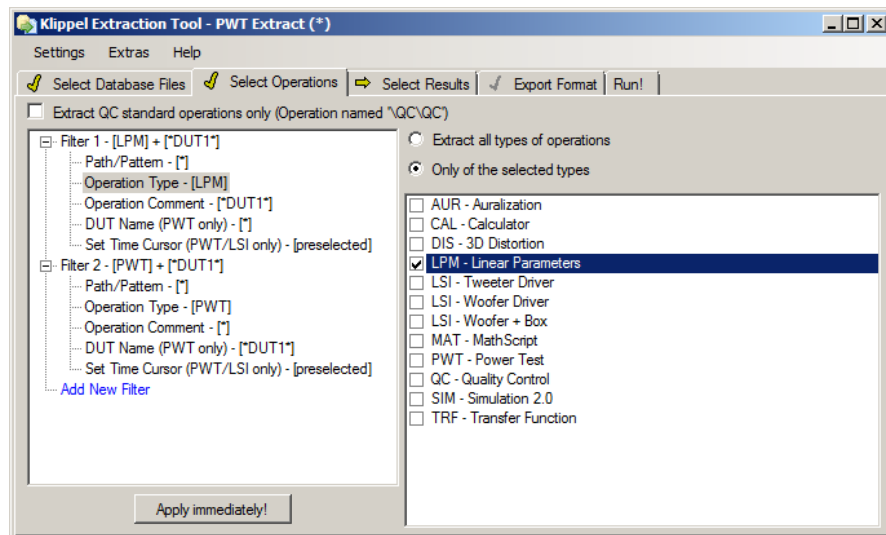 Klippel Extraction Tool - PWT Extract (*)
Settings Extras Help
Select Database Files Select Operations Select Results Export Format Run!
Extract QC standard operations only (Operation named '\QC\QC')
Filter 1 - [LPM] + [*DUT1*]
Path/Pattern - [*]
Operation Type - [LPM]
Operation Comment - [*DUT1*]
DUT Name (PWT only) - [*]
Set Time Cursor (PWT/LSI only) - [preselected]
Filter 2 - [PWT] + [*DUT1*]
Path/Pattern - [*]
Operation Type - [PWT]
Operation Comment - [*]
DUT Name (PWT only) - [*DUT1*]
Set Time Cursor (PWT/LSI only) - [preselected]
Add New Filter
Apply immediately!
Extract all types of operations
Only of the selected types
AUR - Auralization
CAL - Calculator
DIS - 3D Distortion
LPM - Linear Parameters
LSI - Tweeter Driver
LSI - Woofer Driver
LSI - Woofer + Box
MAT - MathScript
PWT - Power Test
QC - Quality Control
SIM - Simulation 2.0
TRF - Transfer Function